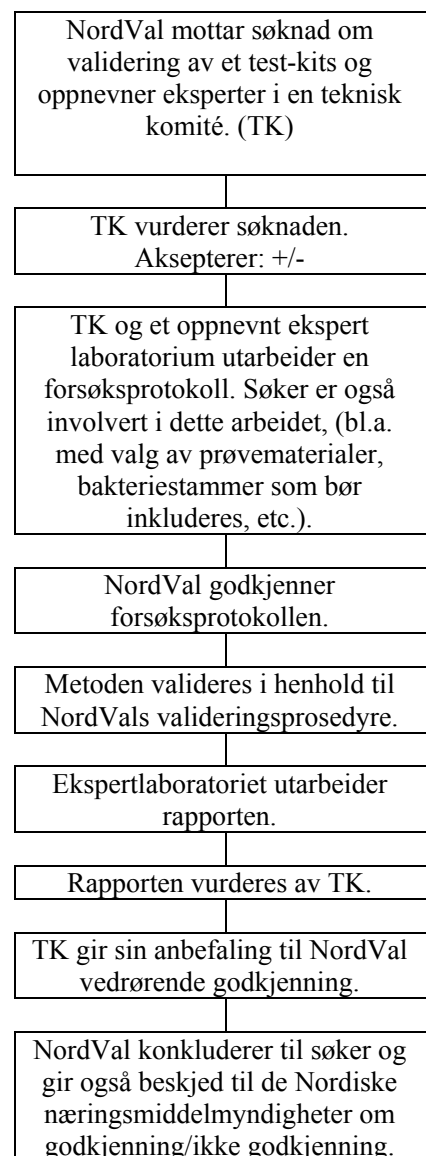 NordVal mottar søknad om
validering av et test-kits og
oppnevner eksperter i en teknisk
komité. (TK)
TK vurderer søknaden.
Aksepterer: +/-
TK og et oppnevnt ekspert
laboratorium utarbeider en
forsøksprotokoll. Søker er også
involvert i dette arbeidet, (bl.a.
med valg av prøvematerialer,
bakteriestammer som bør
inkluderes, etc.).
NordVal godkjenner
forsøksprotokollen.
Metoden valideres i henhold til
NordVals valideringsprosedyre.
Ekspertlaboratoriet utarbeider
rapporten.
Rapporten vurderes av TK.
TK gir sin anbefaling til NordVal
vedrørende godkjenning.
NordVal konkluderer til søker og
gir også beskjed til de Nordiske
næringsmiddelmyndigheter om
godkjenning/ikke godkjenning.